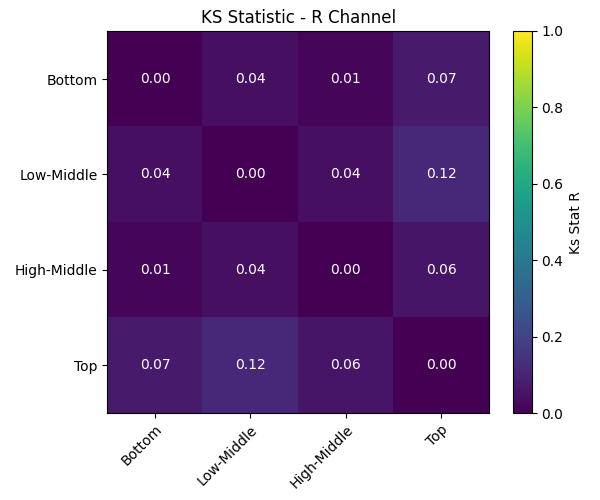 KS Statistic - R Channel
Bottom 0.00 0.04 0.01 0.07
Low-Middle 0.04 0.00 0.04 0.12
High-Middle 0.01 0.04 0.00 0.06
Top 0.07 0.12 0.06 0.00
Bottom Low-Middle High-Middle Top
1.0
0.8
0.6
0.4
0.2
0.0
Ks Stat R